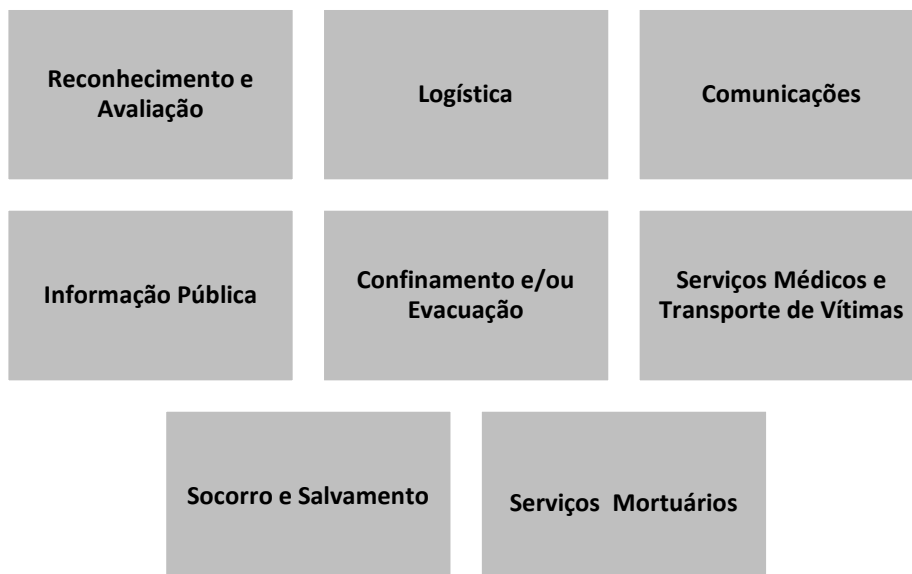 Reconhecimento e
Avaliação
Logística
Comunicações
Informação Pública
Confinamento e/ou
Evacuação
Serviços Médicos e
Transporte de Vítimas
Socorro e Salvamento
Serviços Mortuários